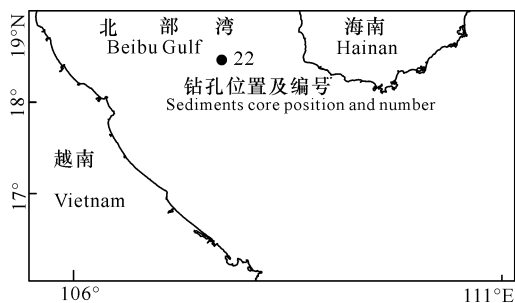 北 部 湾
Beibu Gulf
海南
Hainan
22
钻孔位置及编号
Sediments core position and number
越南
Vietnam
19°N
18°
17°
106°
111°E